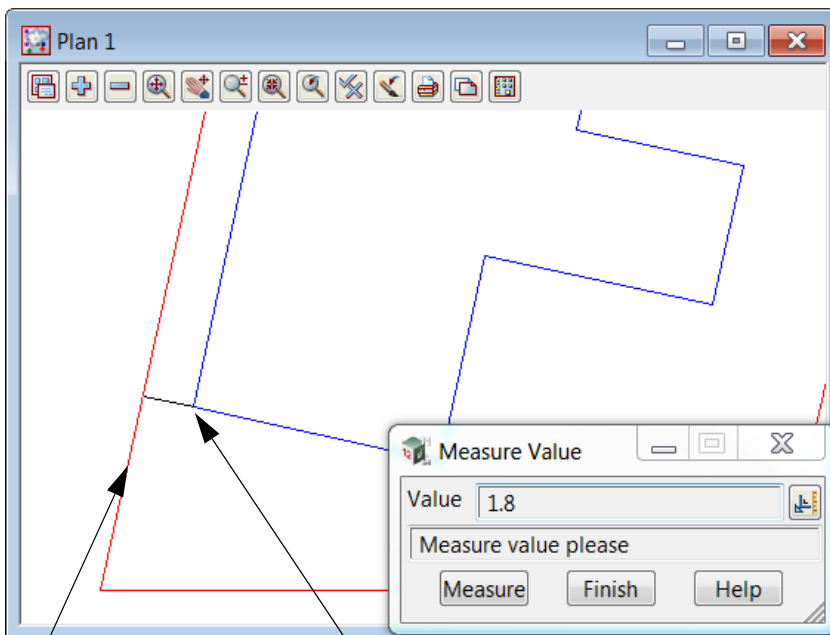 Plan 1
Measure Value
Value 1.8
Measure value please
Measure Finish Help